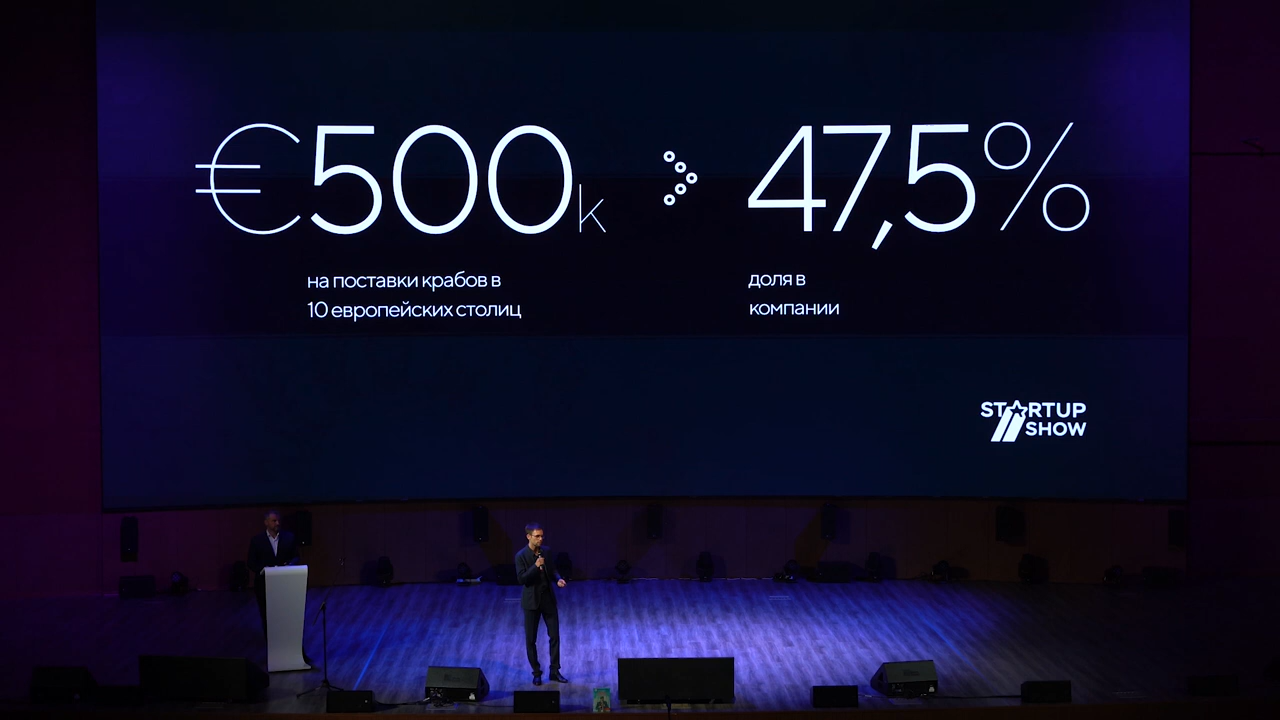 €500k
47,5%
на поставки крабов в
10 европейских столиц
доля в
компании
STARTUP
SHOW